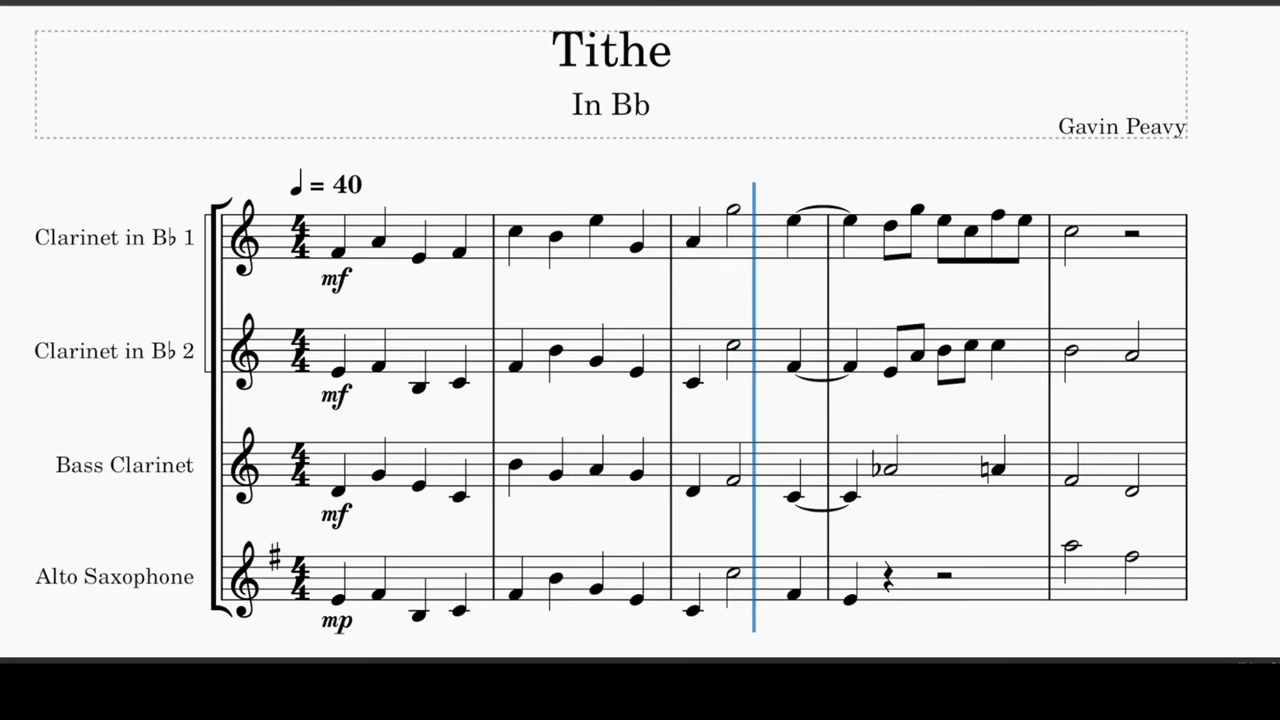 Tithe
In Bb
Gavin Peavy
♩ = 40
Clarinet in B♭ 1
mf
Clarinet in B♭ 2
mf
Bass Clarinet
mf
Alto Saxophone
mp